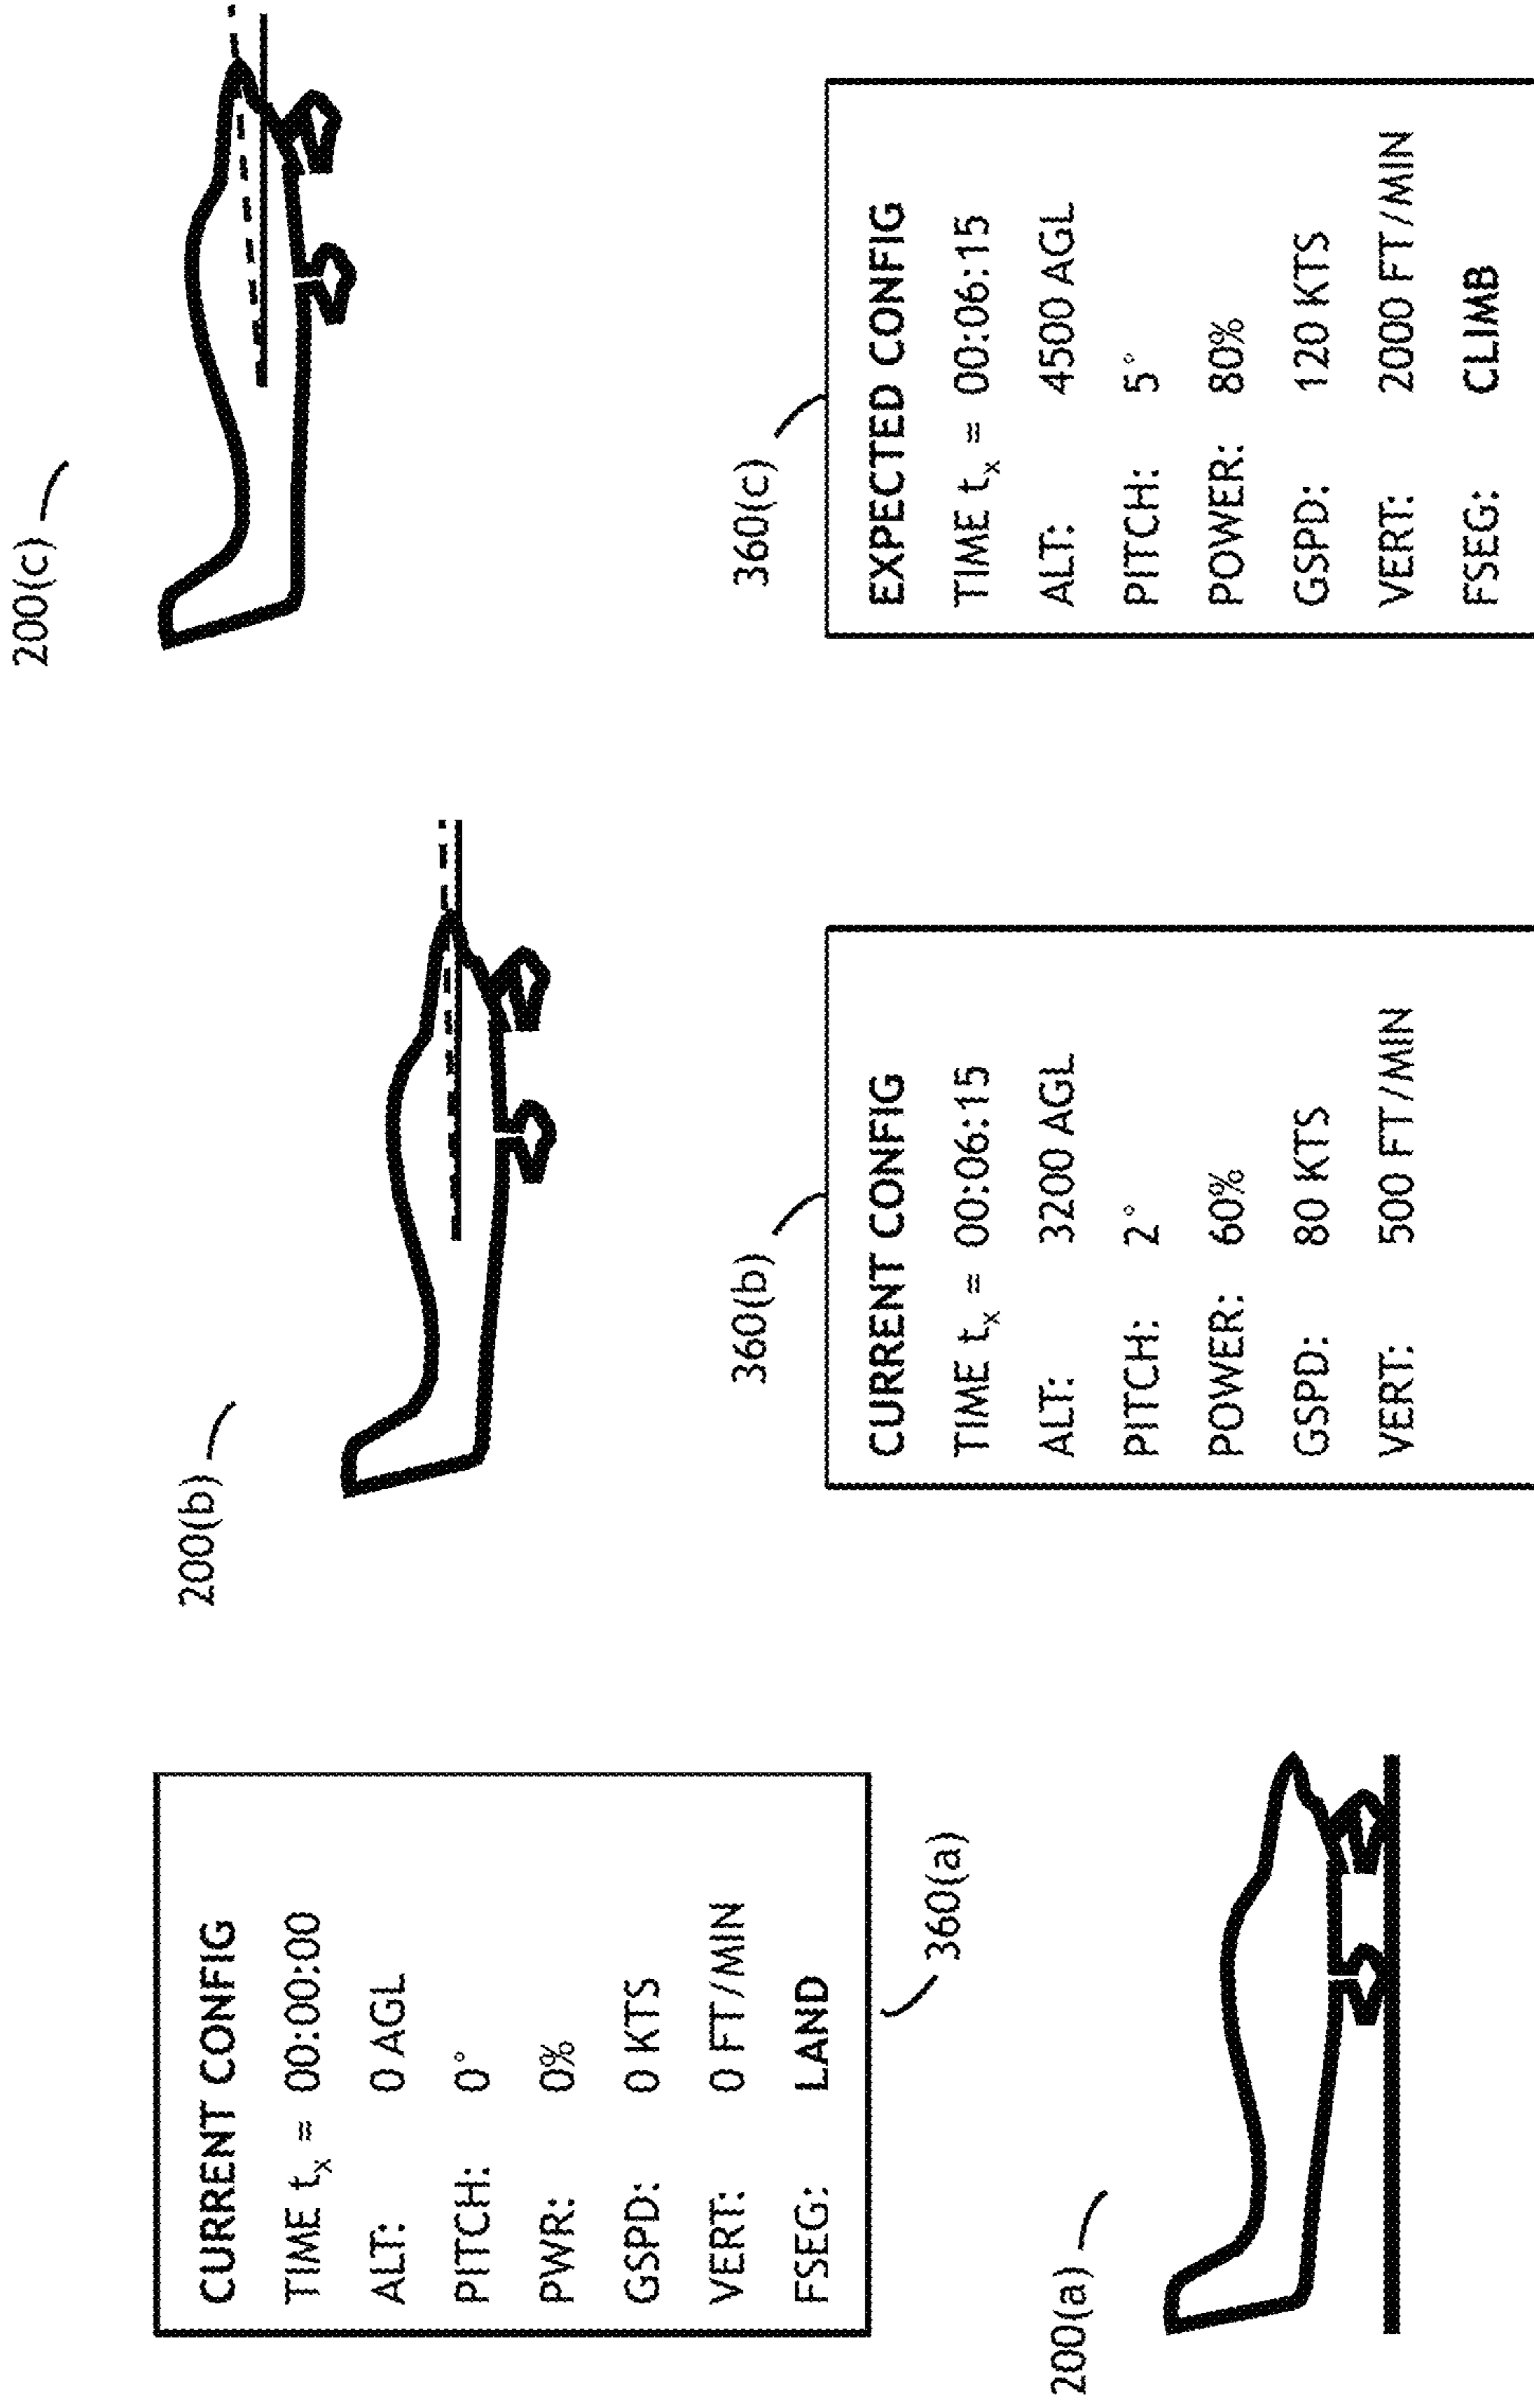 CURRENT CONFIG
TIME tx = 00:00:00
ALT: 0 AGL
PITCH: 0°
PWR: 0%
GSPD: 0 KTS
VERT: 0 FT/MIN
FSEG: LAND
360(a)
200(a)
200(b)
360(b)
CURRENT CONFIG
TIME tx = 00:06:15
ALT: 3200 AGL
PITCH: 2°
POWER: 60%
GSPD: 80 KTS
VERT: 500 FT/MIN
200(c)
360(c)
EXPECTED CONFIG
TIME tx = 00:06:15
ALT: 4500 AGL
PITCH: 5°
POWER: 80%
GSPD: 120 KTS
VERT: 2000 FT/MIN
FSEG: CLIMB